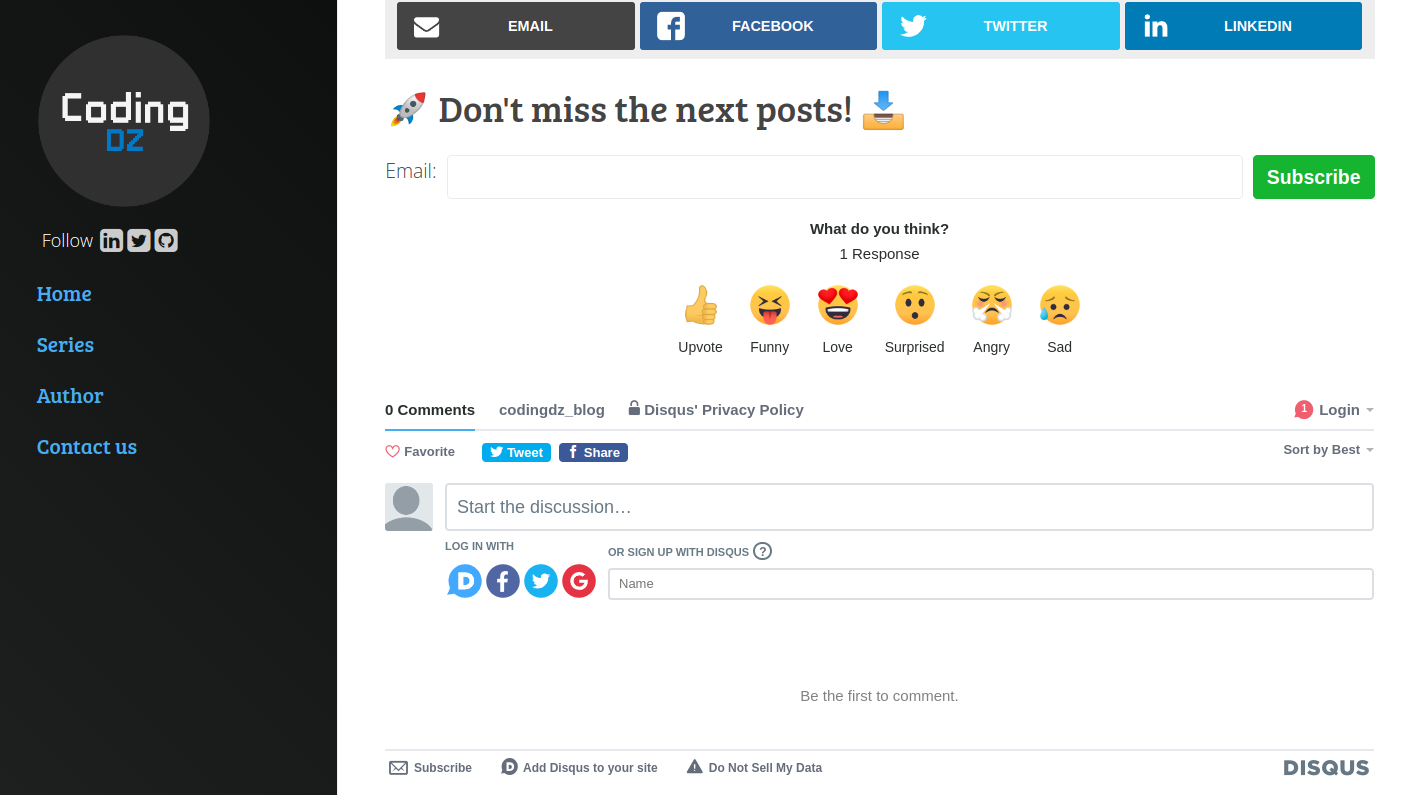 Coding
DZ
Follow
Home
Series
Author
Contact us
EMAIL
FACEBOOK
TWITTER
LINKEDIN
🚀 Don't miss the next posts! 📥
Email:
Subscribe
What do you think?
1 Response
Upvote
Funny
Love
Surprised
Angry
Sad
0 Comments
codingdz_blog
Disqus' Privacy Policy
1
Login
Favorite
Tweet
Share
Sort by Best
Start the discussion…
LOG IN WITH
OR SIGN UP WITH DISQUS ?
Name
Be the first to comment.
Subscribe
Add Disqus to your site
Do Not Sell My Data
DISQUS